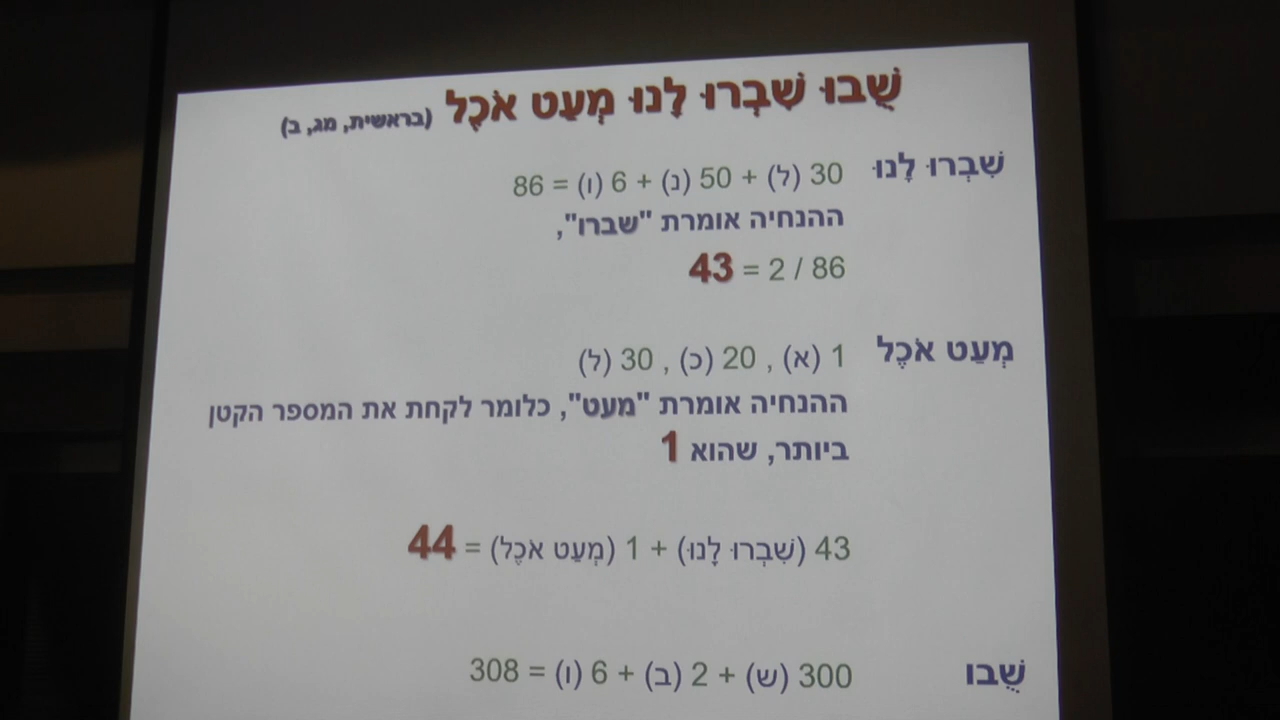 שֻׁבוּ שִׁבְרוּ לָנוּ מְעַט אֹכֶל (בראשית, מג, ב)
שִׁבְרוּ לָנוּ 30 (ל) + 50 (נ) + 6 (ו) = 86
ההנחיה אומרת "שברו",
86 / 2 = 43
מְעַט אֹכֶל 1 (א) , 20 (כ) , 30 (ל)
ההנחיה אומרת "מעט", כלומר לקחת את המספר הקטן
ביותר, שהוא 1
43 (שִׁבְרוּ לָנוּ) + 1 (מְעַט אֹכֶל) = 44
שֻׁבוּ 300 (ש) + 2 (ב) + 6 (ו) = 308